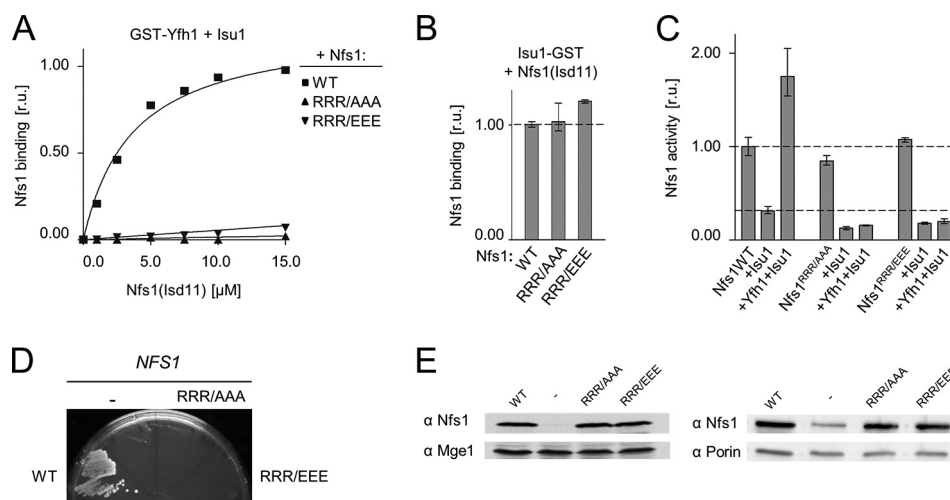 A
GST-Yfh1 + Isu1
+ Nfs1:
WT
RRR/AAA
RRR/EEE
Nfs1 binding [r.u.]
1.00
0.50
0.00
0.0
5.0
10.0
15.0
Nfs1(Isd11) [µM]
B
Isu1-GST
+ Nfs1(Isd11)
Nfs1 binding [r.u.]
1.00
0.00
Nfs1:
WT
RRR/AAA
RRR/EEE
C
Nfs1 activity [r.u.]
2.00
1.00
0.00
Nfs1WT
+Isu1
+Yfh1+Isu1
Nfs1RRR/AAA
+Isu1
+Yfh1+Isu1
Nfs1RRR/EEE
+Isu1
+Yfh1+Isu1
D
NFS1
- RRR/AAA
WT RRR/EEE
E
WT - RRR/AAA RRR/EEE
α Nfs1
α Mge1
WT - RRR/AAA RRR/EE
α Nfs1
α Porin